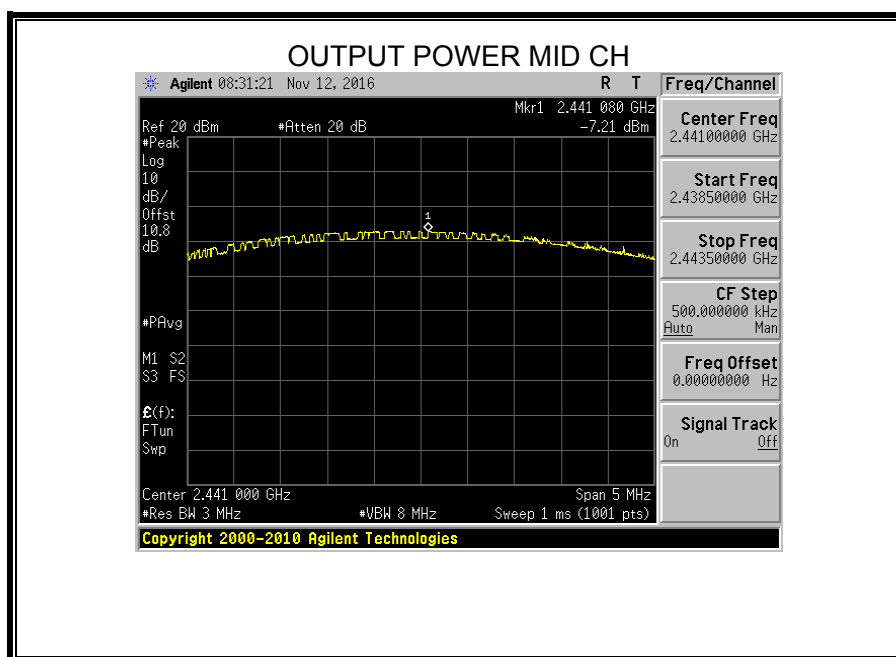 OUTPUT POWER MID CH
Agilent 08:31:21 Nov 12, 2016 R T Freq/Channel
Mkr1 2.441 080 GHz
Ref 20 dBm #Atten 20 dB -7.21 dBm
#Peak
Log
10
dB/
Offst
10.8
dB
1
#PAvg
M1 S2
S3 FS
£(f):
FTun
Swp
Center 2.441 000 GHz Span 5 MHz
#Res BW 3 MHz #VBW 8 MHz Sweep 1 ms (1001 pts)
Center Freq
2.44100000 GHz
Start Freq
2.43850000 GHz
Stop Freq
2.44350000 GHz
CF Step
500.000000 kHz
Auto Man
Freq Offset
0.00000000 Hz
Signal Track
On Off
Copyright 2000-2010 Agilent Technologies